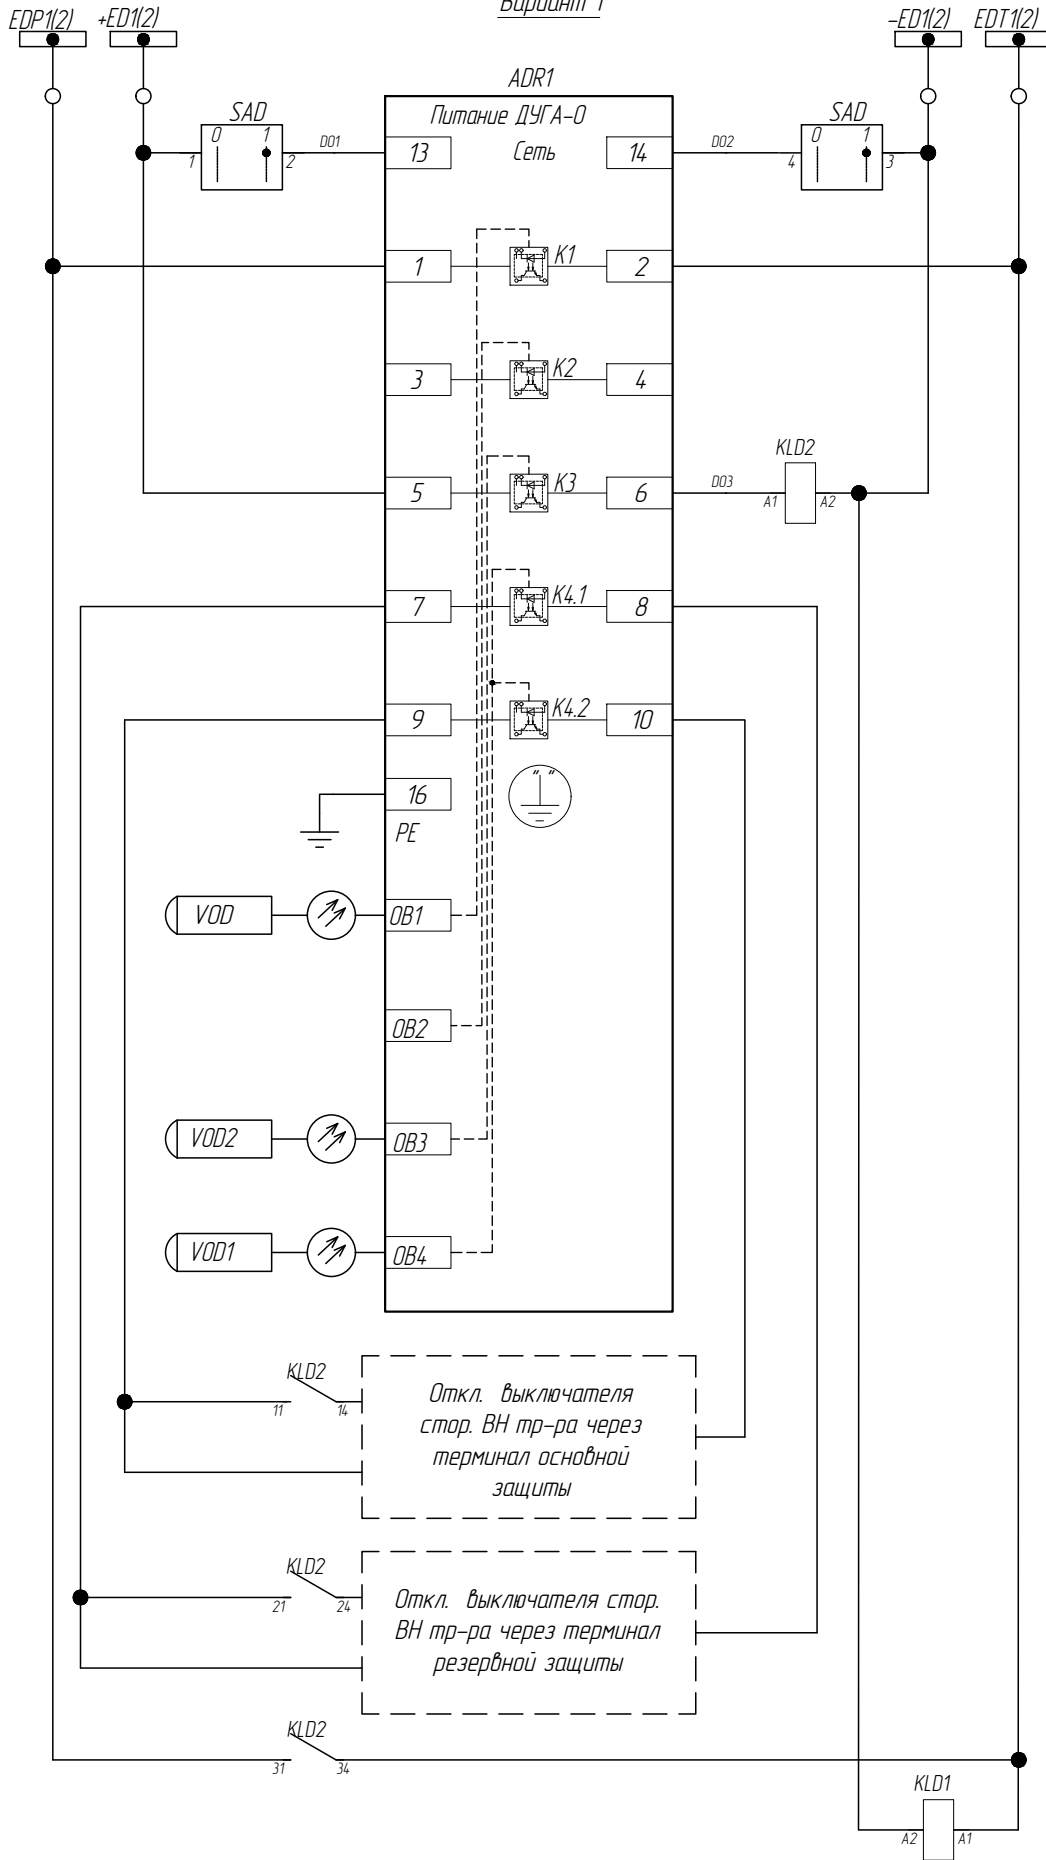 Вариант 1
EDP1(2) +ED1(2) -ED1(2) EDT1(2)
ADR1
SAD Питание ДУГА-О SAD
0 1 0 1
1 2 D01 13 Сеть 14 D02 4 3
1 K1 2
3 K2 4
KLD2
5 K3 6 D03 A1 A2
7 K4.1 8
9 K4.2 10
16 " "
PE
VOD ОВ1
ОВ2
VOD2 ОВ3
VOD1 ОВ4
KLD2
11 14
Откл. выключателя
стор. ВН тр-ра через
терминал основной
защиты
KLD2
21 24
Откл. выключателя стор.
ВН тр-ра через терминал
резервной защиты
KLD2
31 34
KLD1
A2 A1